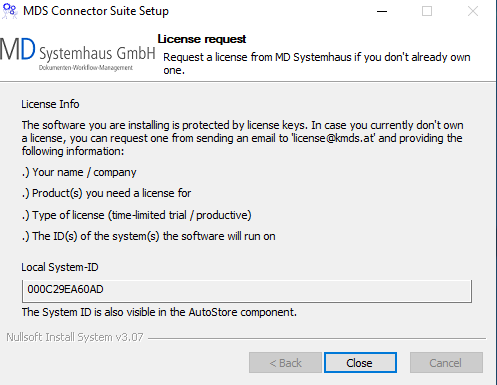 MDS Connector Suite Setup
MD Systemhaus GmbH
Dokumenten-Workflow-Management
License request
Request a license from MD Systemhaus if you don't already own
one.
License Info
The software you are installing is protected by license keys. In case you currently don't own
a license, you can request one from sending an email to 'license@kmds.at' and providing the
following information:
.) Your name / company
.) Product(s) you need a license for
.) Type of license (time-limited trial / productive)
.) The ID(s) of the system(s) the software will run on
Local System-ID
000C29EA60AD
The System ID is also visible in the AutoStore component.
Nullsoft Install System v3.07
< Back
Close
Cancel